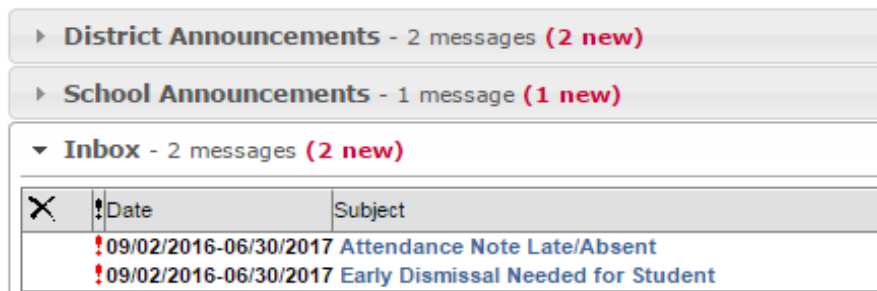 District Announcements - 2 messages (2 new)
School Announcements - 1 message (1 new)
Inbox - 2 messages (2 new)
! Date Subject
! 09/02/2016-06/30/2017 Attendance Note Late/Absent
! 09/02/2016-06/30/2017 Early Dismissal Needed for Student